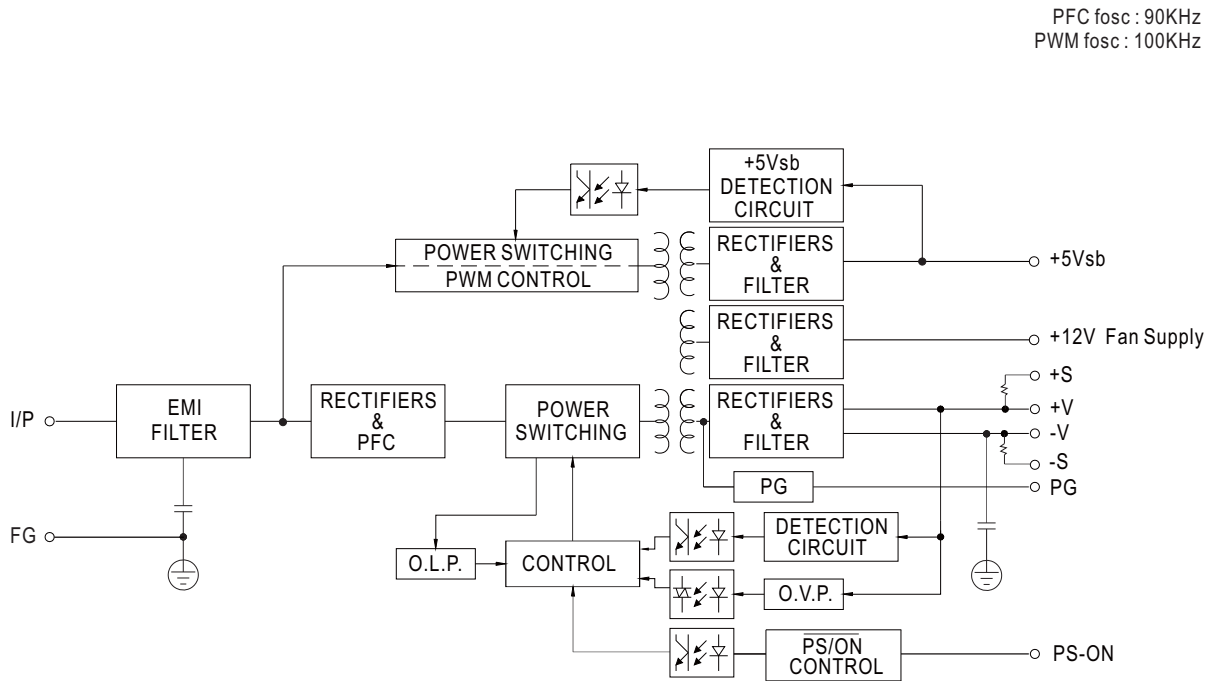 PFC fosc : 90KHz
PWM fosc : 100KHz
+5Vsb
DETECTION
CIRCUIT
POWER SWITCHING
PWM CONTROL
RECTIFIERS
&
FILTER
+5Vsb
RECTIFIERS
&
FILTER
+12V Fan Supply
I/P
EMI
FILTER
RECTIFIERS
&
PFC
POWER
SWITCHING
RECTIFIERS
&
FILTER
+S
+V
-V
-S
PG
PG
FG
O.L.P.
CONTROL
DETECTION
CIRCUIT
O.V.P.
PS/ON
CONTROL
PS-ON